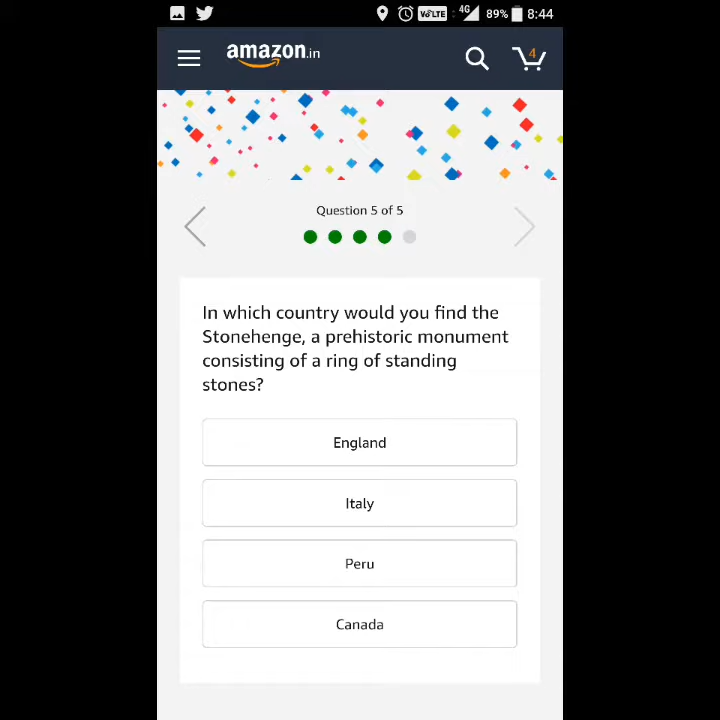 VoLTE 4G 89% 8:44
amazon.in 4
Question 5 of 5
In which country would you find the
Stonehenge, a prehistoric monument
consisting of a ring of standing
stones?
England
Italy
Peru
Canada